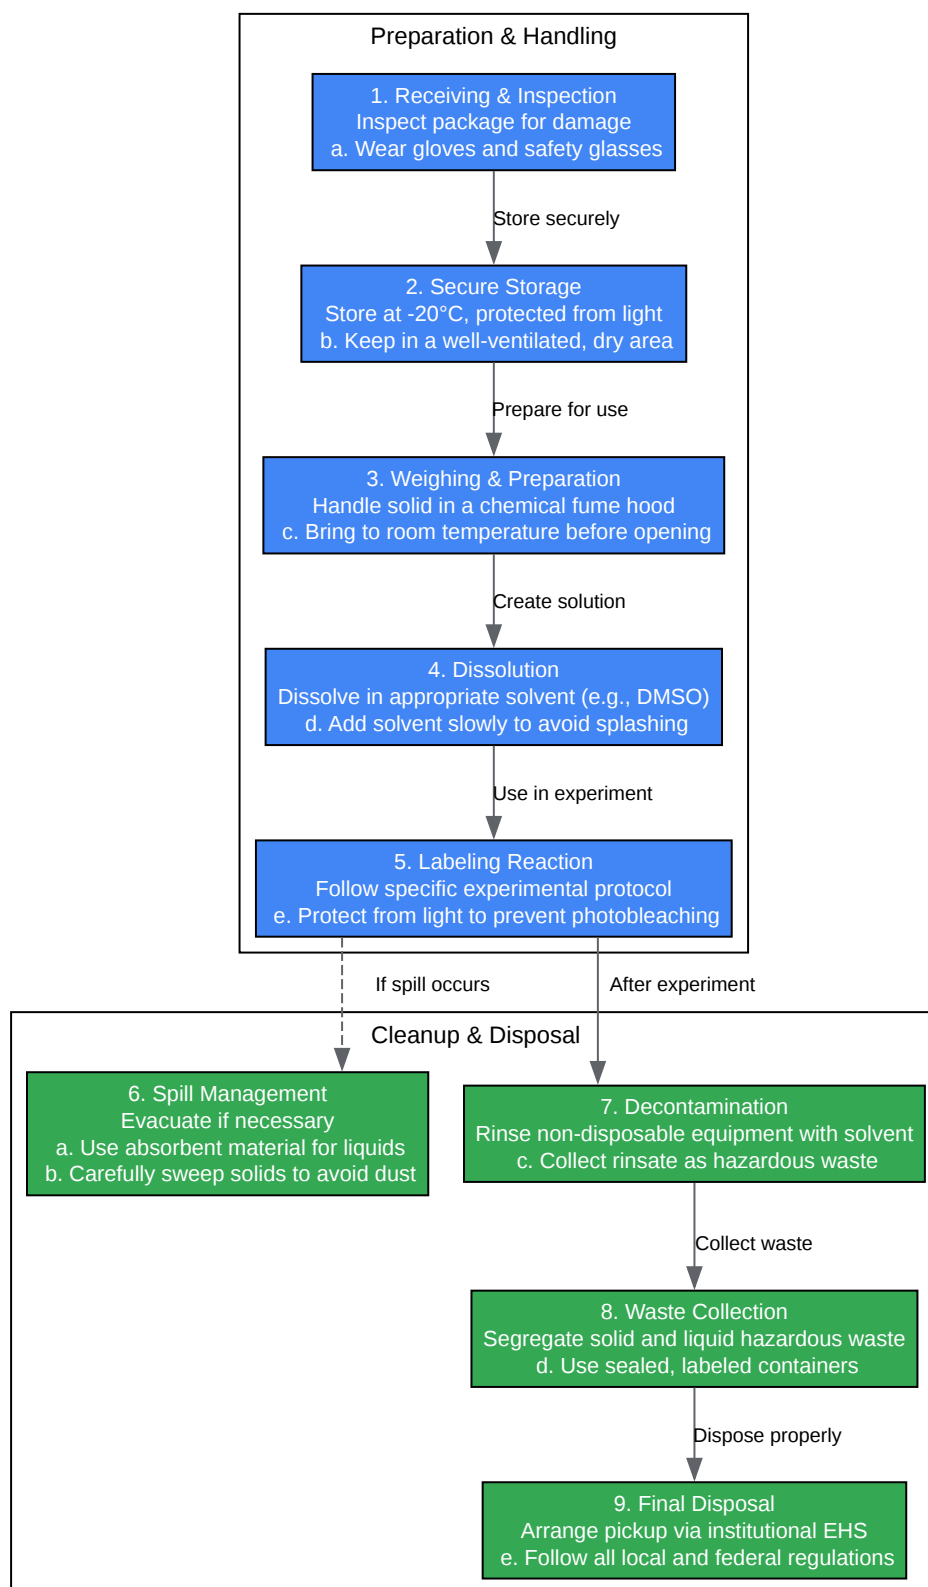 Preparation & Handling
1. Receiving & Inspection
Inspect package for damage
a. Wear gloves and safety glasses
Store securely
2. Secure Storage
Store at -20°C, protected from light
b. Keep in a well-ventilated, dry area
Prepare for use
3. Weighing & Preparation
Handle solid in a chemical fume hood
c. Bring to room temperature before opening
Create solution
4. Dissolution
Dissolve in appropriate solvent (e.g., DMSO)
d. Add solvent slowly to avoid splashing
Use in experiment
5. Labeling Reaction
Follow specific experimental protocol
e. Protect from light to prevent photobleaching
If spill occurs
After experiment
Cleanup & Disposal
6. Spill Management
Evacuate if necessary
a. Use absorbent material for liquids
b. Carefully sweep solids to avoid dust
7. Decontamination
Rinse non-disposable equipment with solvent
c. Collect rinsate as hazardous waste
Collect waste
8. Waste Collection
Segregate solid and liquid hazardous waste
d. Use sealed, labeled containers
Dispose properly
9. Final Disposal
Arrange pickup via institutional EHS
e. Follow all local and federal regulations